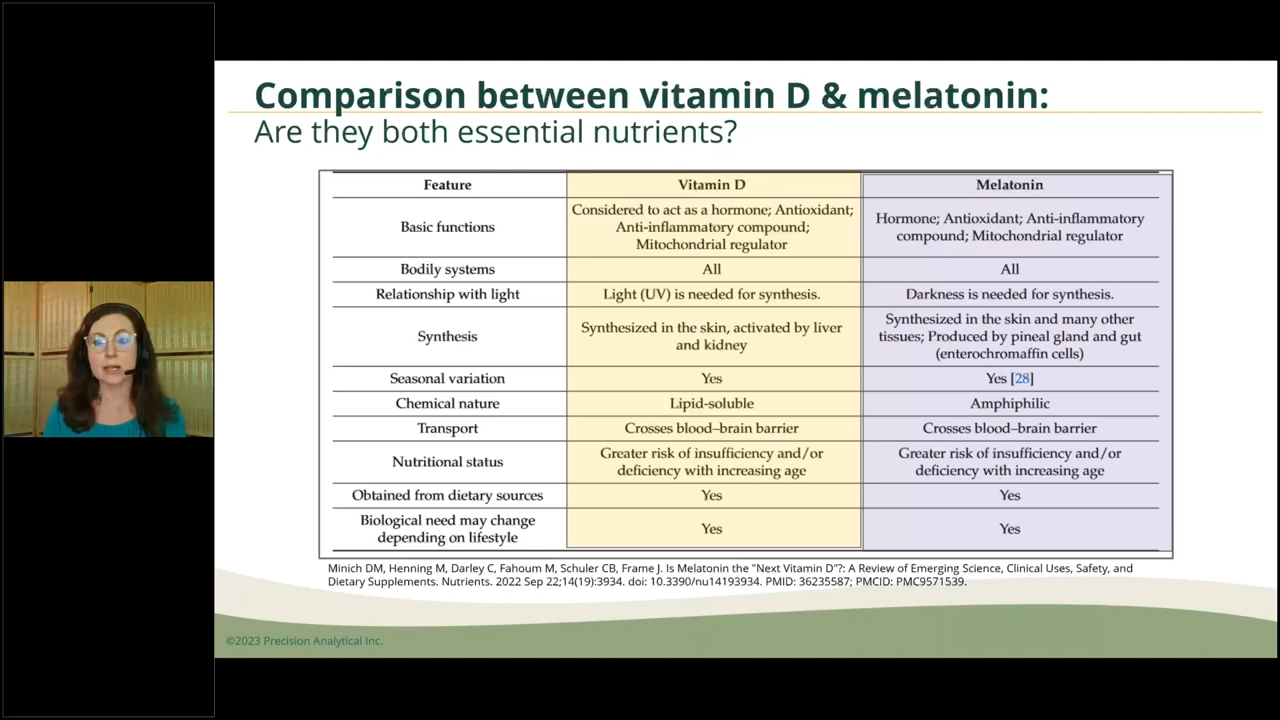 Comparison between vitamin D & melatonin:
Are they both essential nutrients?
Feature
Vitamin D
Melatonin
Basic functions
Considered to act as a hormone; Antioxidant;
Anti-inflammatory compound;
Mitochondrial regulator
Hormone; Antioxidant; Anti-inflammatory
compound; Mitochondrial regulator
Bodily systems
All
All
Relationship with light
Light (UV) is needed for synthesis.
Darkness is needed for synthesis.
Synthesis
Synthesized in the skin, activated by liver
and kidney
Synthesized in the skin and many other
tissues; Produced by pineal gland and gut
(enterochromaffin cells)
Seasonal variation
Yes
Yes [28]
Chemical nature
Lipid-soluble
Amphiphilic
Transport
Crosses blood–brain barrier
Crosses blood–brain barrier
Nutritional status
Greater risk of insufficiency and/or
deficiency with increasing age
Greater risk of insufficiency and/or
deficiency with increasing age
Obtained from dietary sources
Yes
Yes
Biological need may change
depending on lifestyle
Yes
Yes
Minich DM, Henning M, Darley C, Fahoum M, Schuler CB, Frame J. Is Melatonin the "Next Vitamin D"?: A Review of Emerging Science, Clinical Uses, Safety, and
Dietary Supplements. Nutrients. 2022 Sep 22;14(19):3934. doi: 10.3390/nu14193934. PMID: 36235587; PMCID: PMC9571539.
©2023 Precision Analytical Inc.